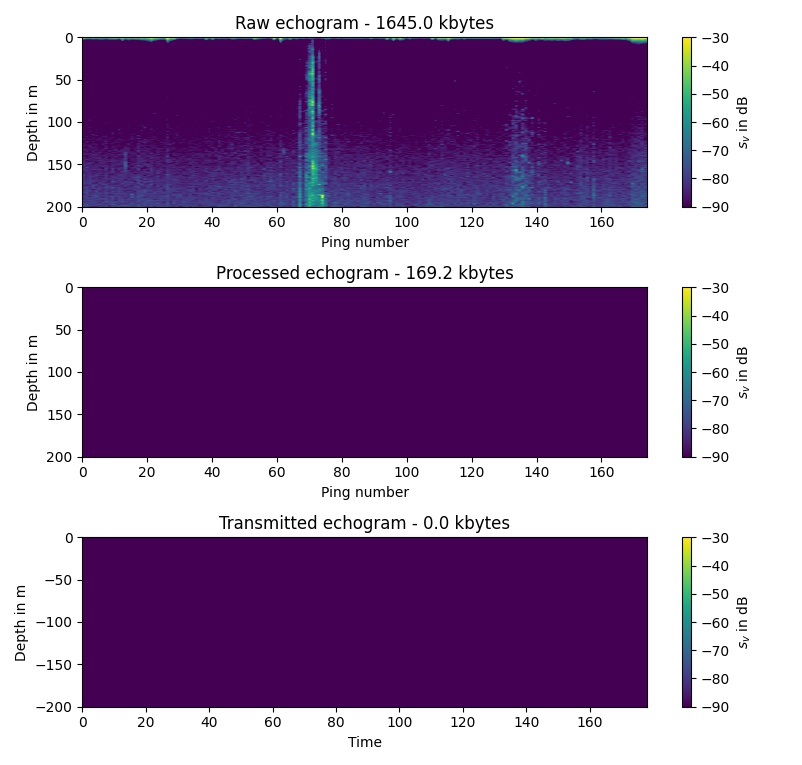 Raw echogram - 1645.0 kbytes
0
50
100
150
200
Depth in m
0 20 40 60 80 100 120 140 160
Ping number
−30
−40
−50
−60
−70
−80
−90
sv in dB
Processed echogram - 169.2 kbytes
0
50
100
150
200
Depth in m
0 20 40 60 80 100 120 140 160
Ping number
−30
−40
−50
−60
−70
−80
−90
sv in dB
Transmitted echogram - 0.0 kbytes
0
−50
−100
−150
−200
Depth in m
0 20 40 60 80 100 120 140 160
Time
−30
−40
−50
−60
−70
−80
−90
sv in dB